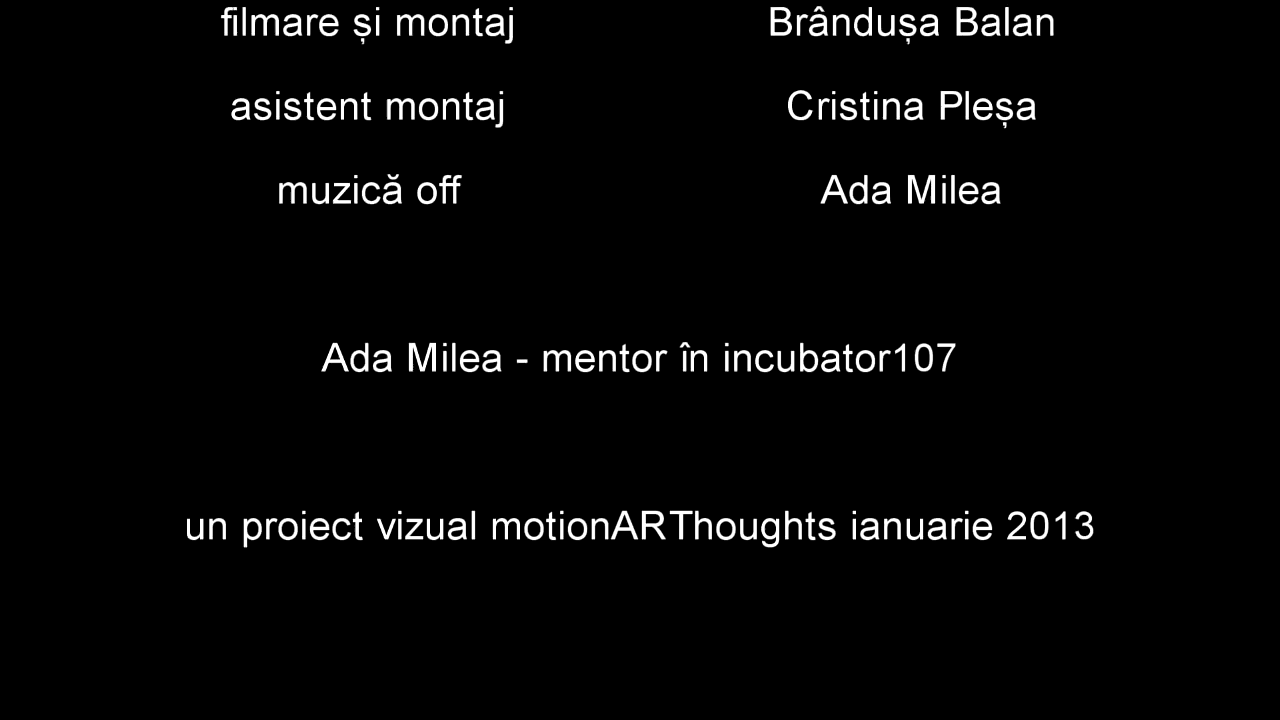 filmare și montaj Brândușa Balan
asistent montaj Cristina Pleșa
muzică off Ada Milea
Ada Milea - mentor în incubator107
un proiect vizual motionARThoughts ianuarie 2013